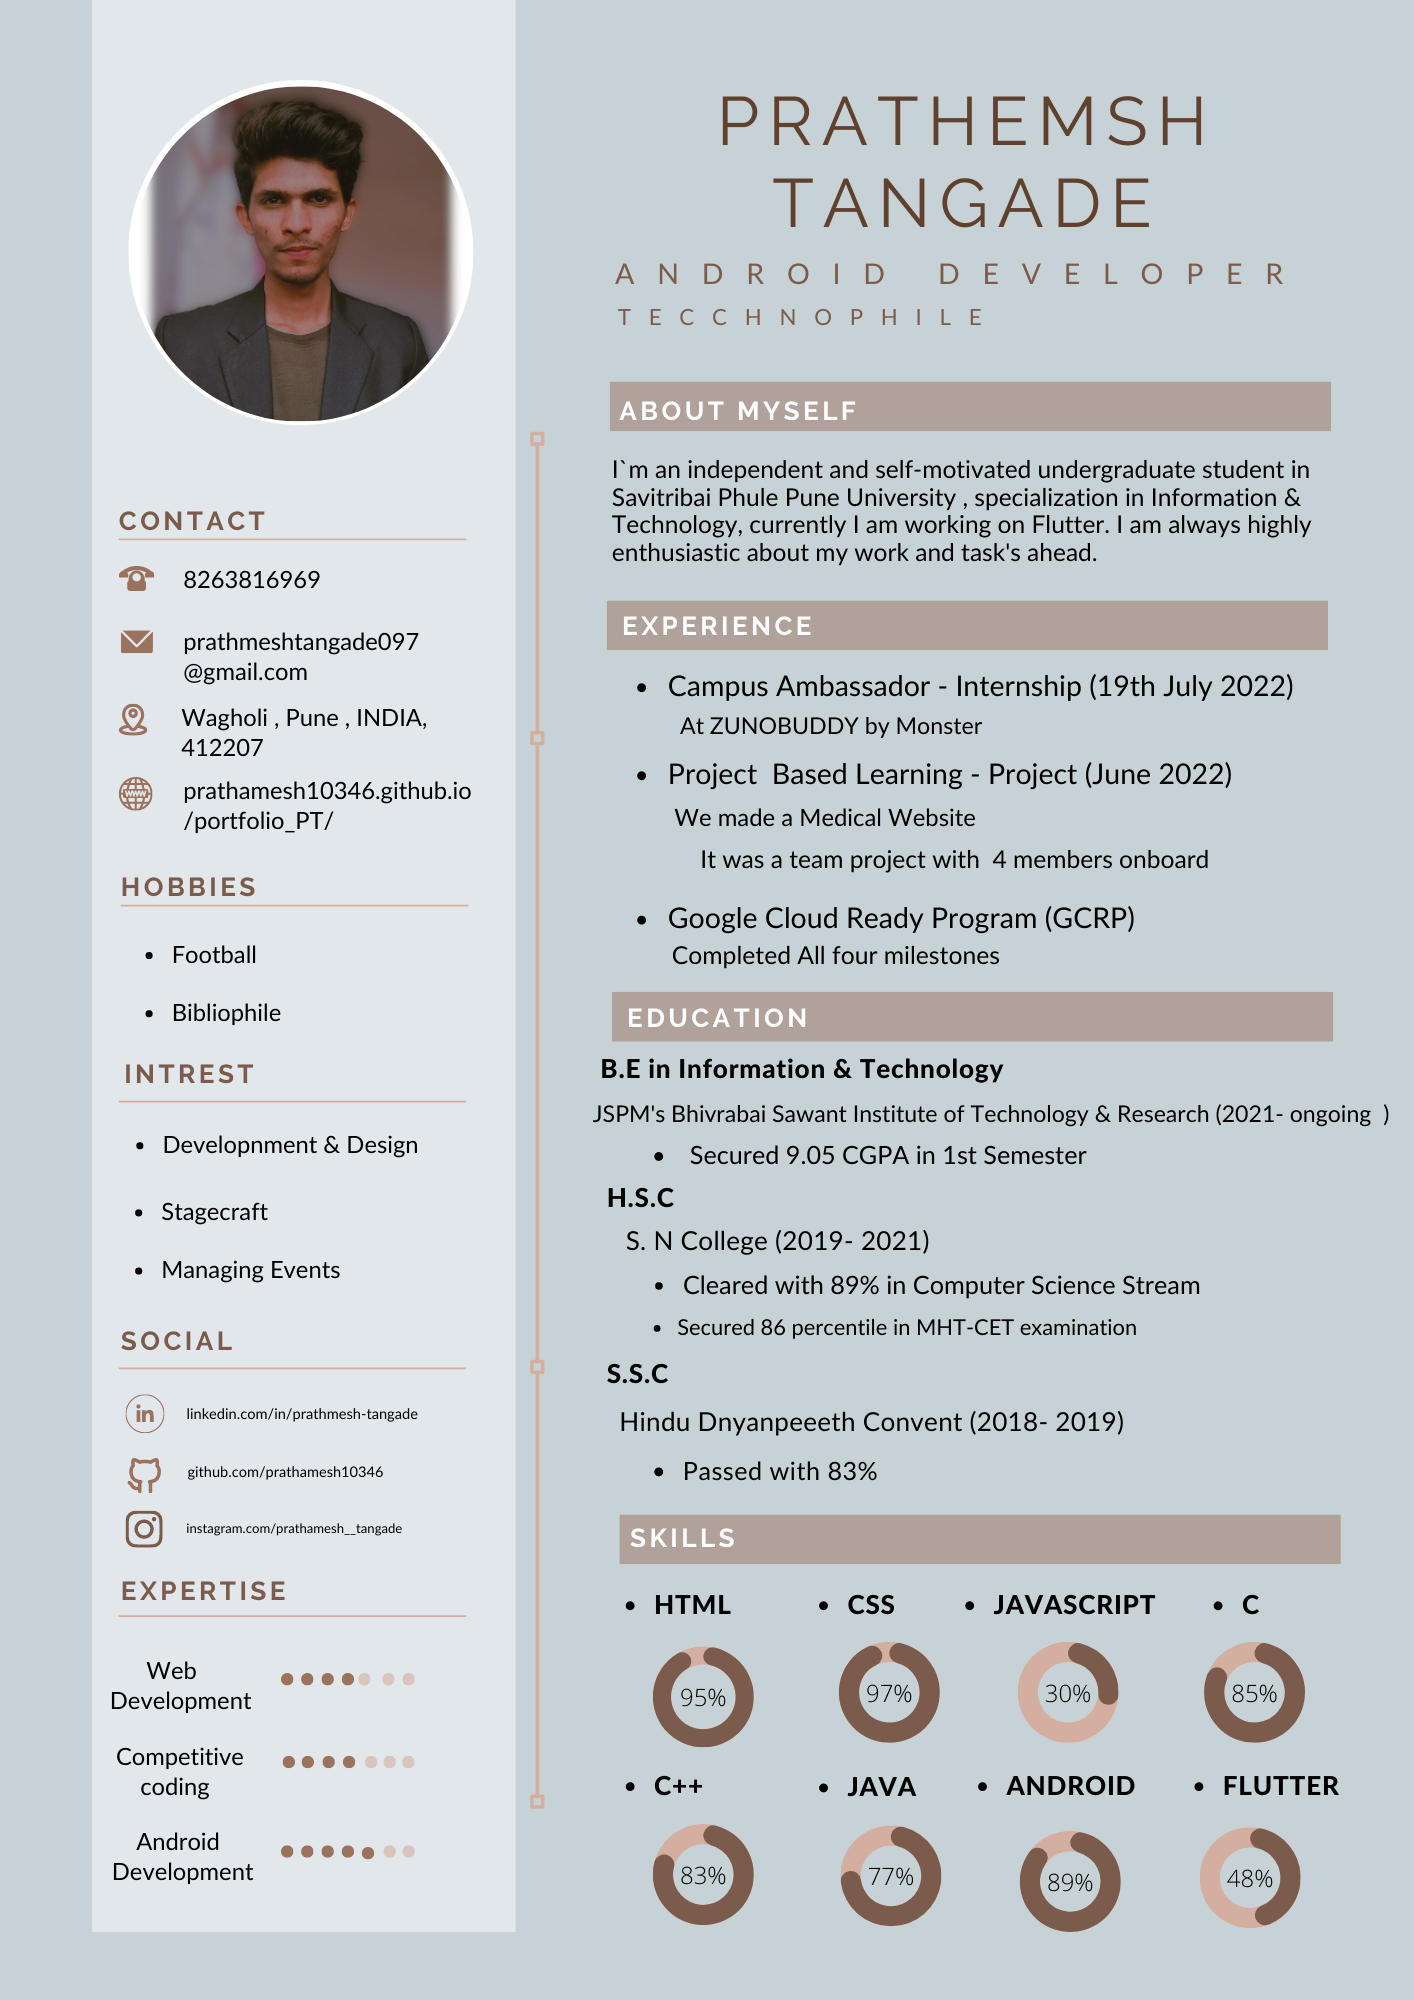 PRATHEMSH
TANGADE
ANDROID DEVELOPER
TECCHNOPHILE
CONTACT
8263816969
prathmeshtangade097
@gmail.com
Wagholi , Pune , INDIA,
412207
WWW
prathamesh10346.github.io
/portfolio_PT/
HOBBIES
• Football
• Bibliophile
INTREST
• Developnment & Design
• Stagecraft
• Managing Events
SOCIAL
in
linkedin.com/in/prathmesh-tangade
github.com/prathamesh10346
instagram.com/prathamesh__tangade
EXPERTISE
Web
Development
Competitive
coding
Android
Development
ABOUT MYSELF
I`m an independent and self-motivated undergraduate student in
Savitribai Phule Pune University , specialization in Information &
Technology, currently I am working on Flutter. I am always highly
enthusiastic about my work and task's ahead.
EXPERIENCE
• Campus Ambassador - Internship (19th July 2022)
At ZUNOBUDDY by Monster
• Project  Based Learning - Project (June 2022)
We made a Medical Website
It was a team project with  4 members onboard
• Google Cloud Ready Program (GCRP)
Completed All four milestones
EDUCATION
B.E in Information & Technology
JSPM's Bhivrabai Sawant Institute of Technology & Research (2021- ongoing  )
• Secured 9.05 CGPA in 1st Semester
H.S.C
S. N College (2019- 2021)
• Cleared with 89% in Computer Science Stream
• Secured 86 percentile in MHT-CET examination
S.S.C
Hindu Dnyanpeeeth Convent (2018- 2019)
• Passed with 83%
SKILLS
• HTML • CSS • JAVASCRIPT • C
95% 97% 30% 85%
• C++ • JAVA • ANDROID • FLUTTER
83% 77% 89% 48%